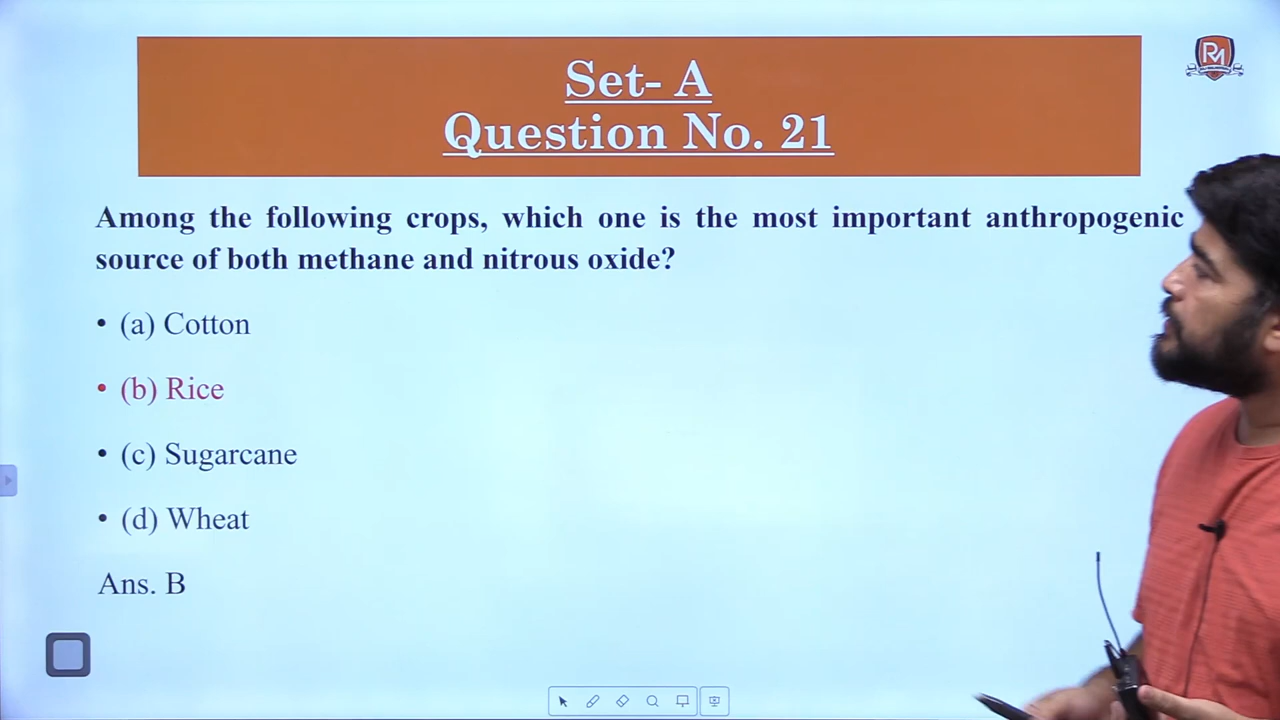 Set- A
Question No. 21
RM
Among the following crops, which one is the most important anthropogenic
source of both methane and nitrous oxide?
• (a) Cotton
• (b) Rice
• (c) Sugarcane
• (d) Wheat
Ans. B